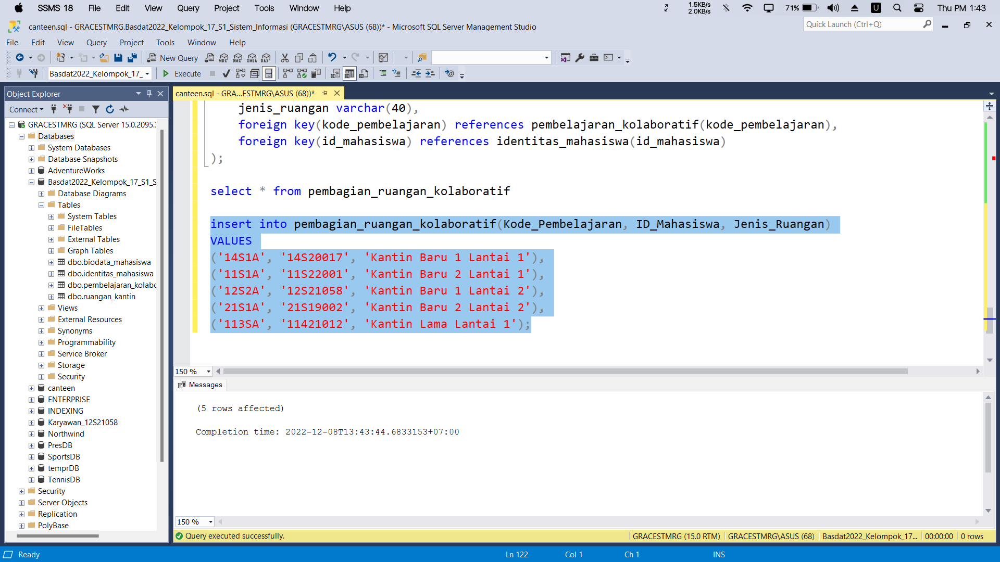 SSMS 18 File Edit View Query Project Tools Window Help
1.5KB/s
2.0KB/s
71%
U
Thu PM 1:43
canteen.sql - GRACESTMRG.Basdat2022_Kelompok_17_S1_Sistem_Informasi (GRACESTMRG\ASUS (68))* - Microsoft SQL Server Management Studio
Quick Launch (Ctrl+Q)
File Edit View Query Project Tools Window Help
New Query
MDX DMX XMLA DAX
Basdat2022_Kelompok_17_
Execute
Object Explorer
Connect
GRACESTMRG (SQL Server 15.0.2095.3
Databases
System Databases
Database Snapshots
AdventureWorks
Basdat2022_Kelompok_17_S1_S
Database Diagrams
Tables
System Tables
FileTables
External Tables
Graph Tables
dbo.biodata_mahasiswa
dbo.identitas_mahasiswa
dbo.pembelajaran_kolabo
dbo.ruangan_kantin
Views
External Resources
Synonyms
Programmability
Service Broker
Storage
Security
canteen
ENTERPRISE
INDEXING
Karyawan_12S21058
Northwind
PresDB
SportsDB
temprDB
TennisDB
Security
Server Objects
Replication
PolyBase
canteen.sql - GRA...ESTMRG\ASUS (68))*
jenis_ruangan varchar(40),
foreign key(kode_pembelajaran) references pembelajaran_kolaboratif(kode_pembelajaran),
foreign key(id_mahasiswa) references identitas_mahasiswa(id_mahasiswa)
);
select * from pembagian_ruangan_kolaboratif
insert into pembagian_ruangan_kolaboratif(Kode_Pembelajaran, ID_Mahasiswa, Jenis_Ruangan)
VALUES
('14S1A', '14S20017', 'Kantin Baru 1 Lantai 1'),
('11S1A', '11S22001', 'Kantin Baru 2 Lantai 1'),
('12S2A', '12S21058', 'Kantin Baru 1 Lantai 2'),
('21S1A', '21S19002', 'Kantin Baru 2 Lantai 2'),
('113SA', '11421012', 'Kantin Lama Lantai 1');
150 %
Messages
(5 rows affected)
Completion time: 2022-12-08T13:43:44.6833153+07:00
150 %
Query executed successfully.
GRACESTMRG (15.0 RTM) GRACESTMRG\ASUS (68) Basdat2022_Kelompok_17... 00:00:00 0 rows
Ready Ln 122 Col 1 Ch 1 INS